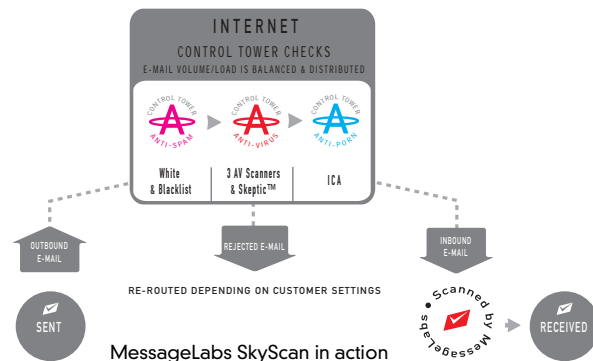 INTERNET
CONTROL TOWER CHECKS
E-MAIL VOLUME/LOAD IS BALANCED & DISTRIBUTED
CONTROL TOWER
ANTI-SPAM
CONTROL TOWER
ANTI-VIRUS
CONTROL TOWER
ANTI-PORN
White
& Blacklist
3 AV Scanners
& Skeptic™
ICA
OUTBOUND
E-MAIL
REJECTED E-MAIL
INBOUND
E-MAIL
RE-ROUTED DEPENDING ON CUSTOMER SETTINGS
SENT
Scanned by MessageLabs •
RECEIVED
MessageLabs SkyScan in action